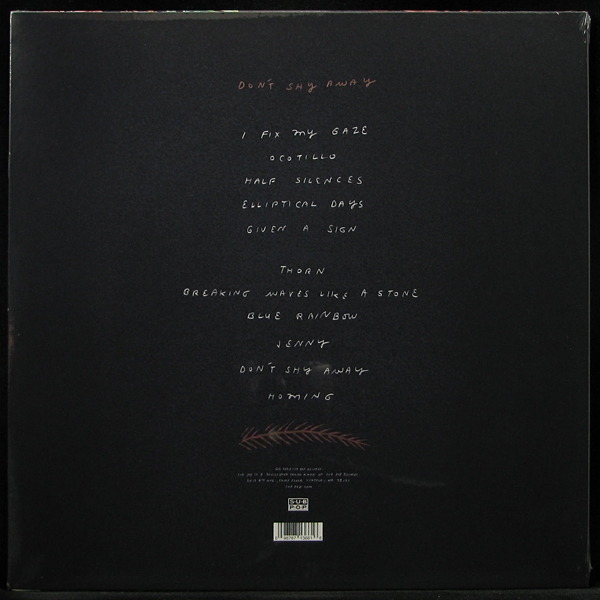 DON'T SHY AWAY
I FIX MY GAZE
OCOTILLO
HALF SILENCES
ELLIPTICAL DAYS
GIVEN A SIGN
THORN
BREAKING WAVES LIKE A STONE
BLUE RAINBOW
JENNY
DON'T SHY AWAY
HOMING
SUB
POP